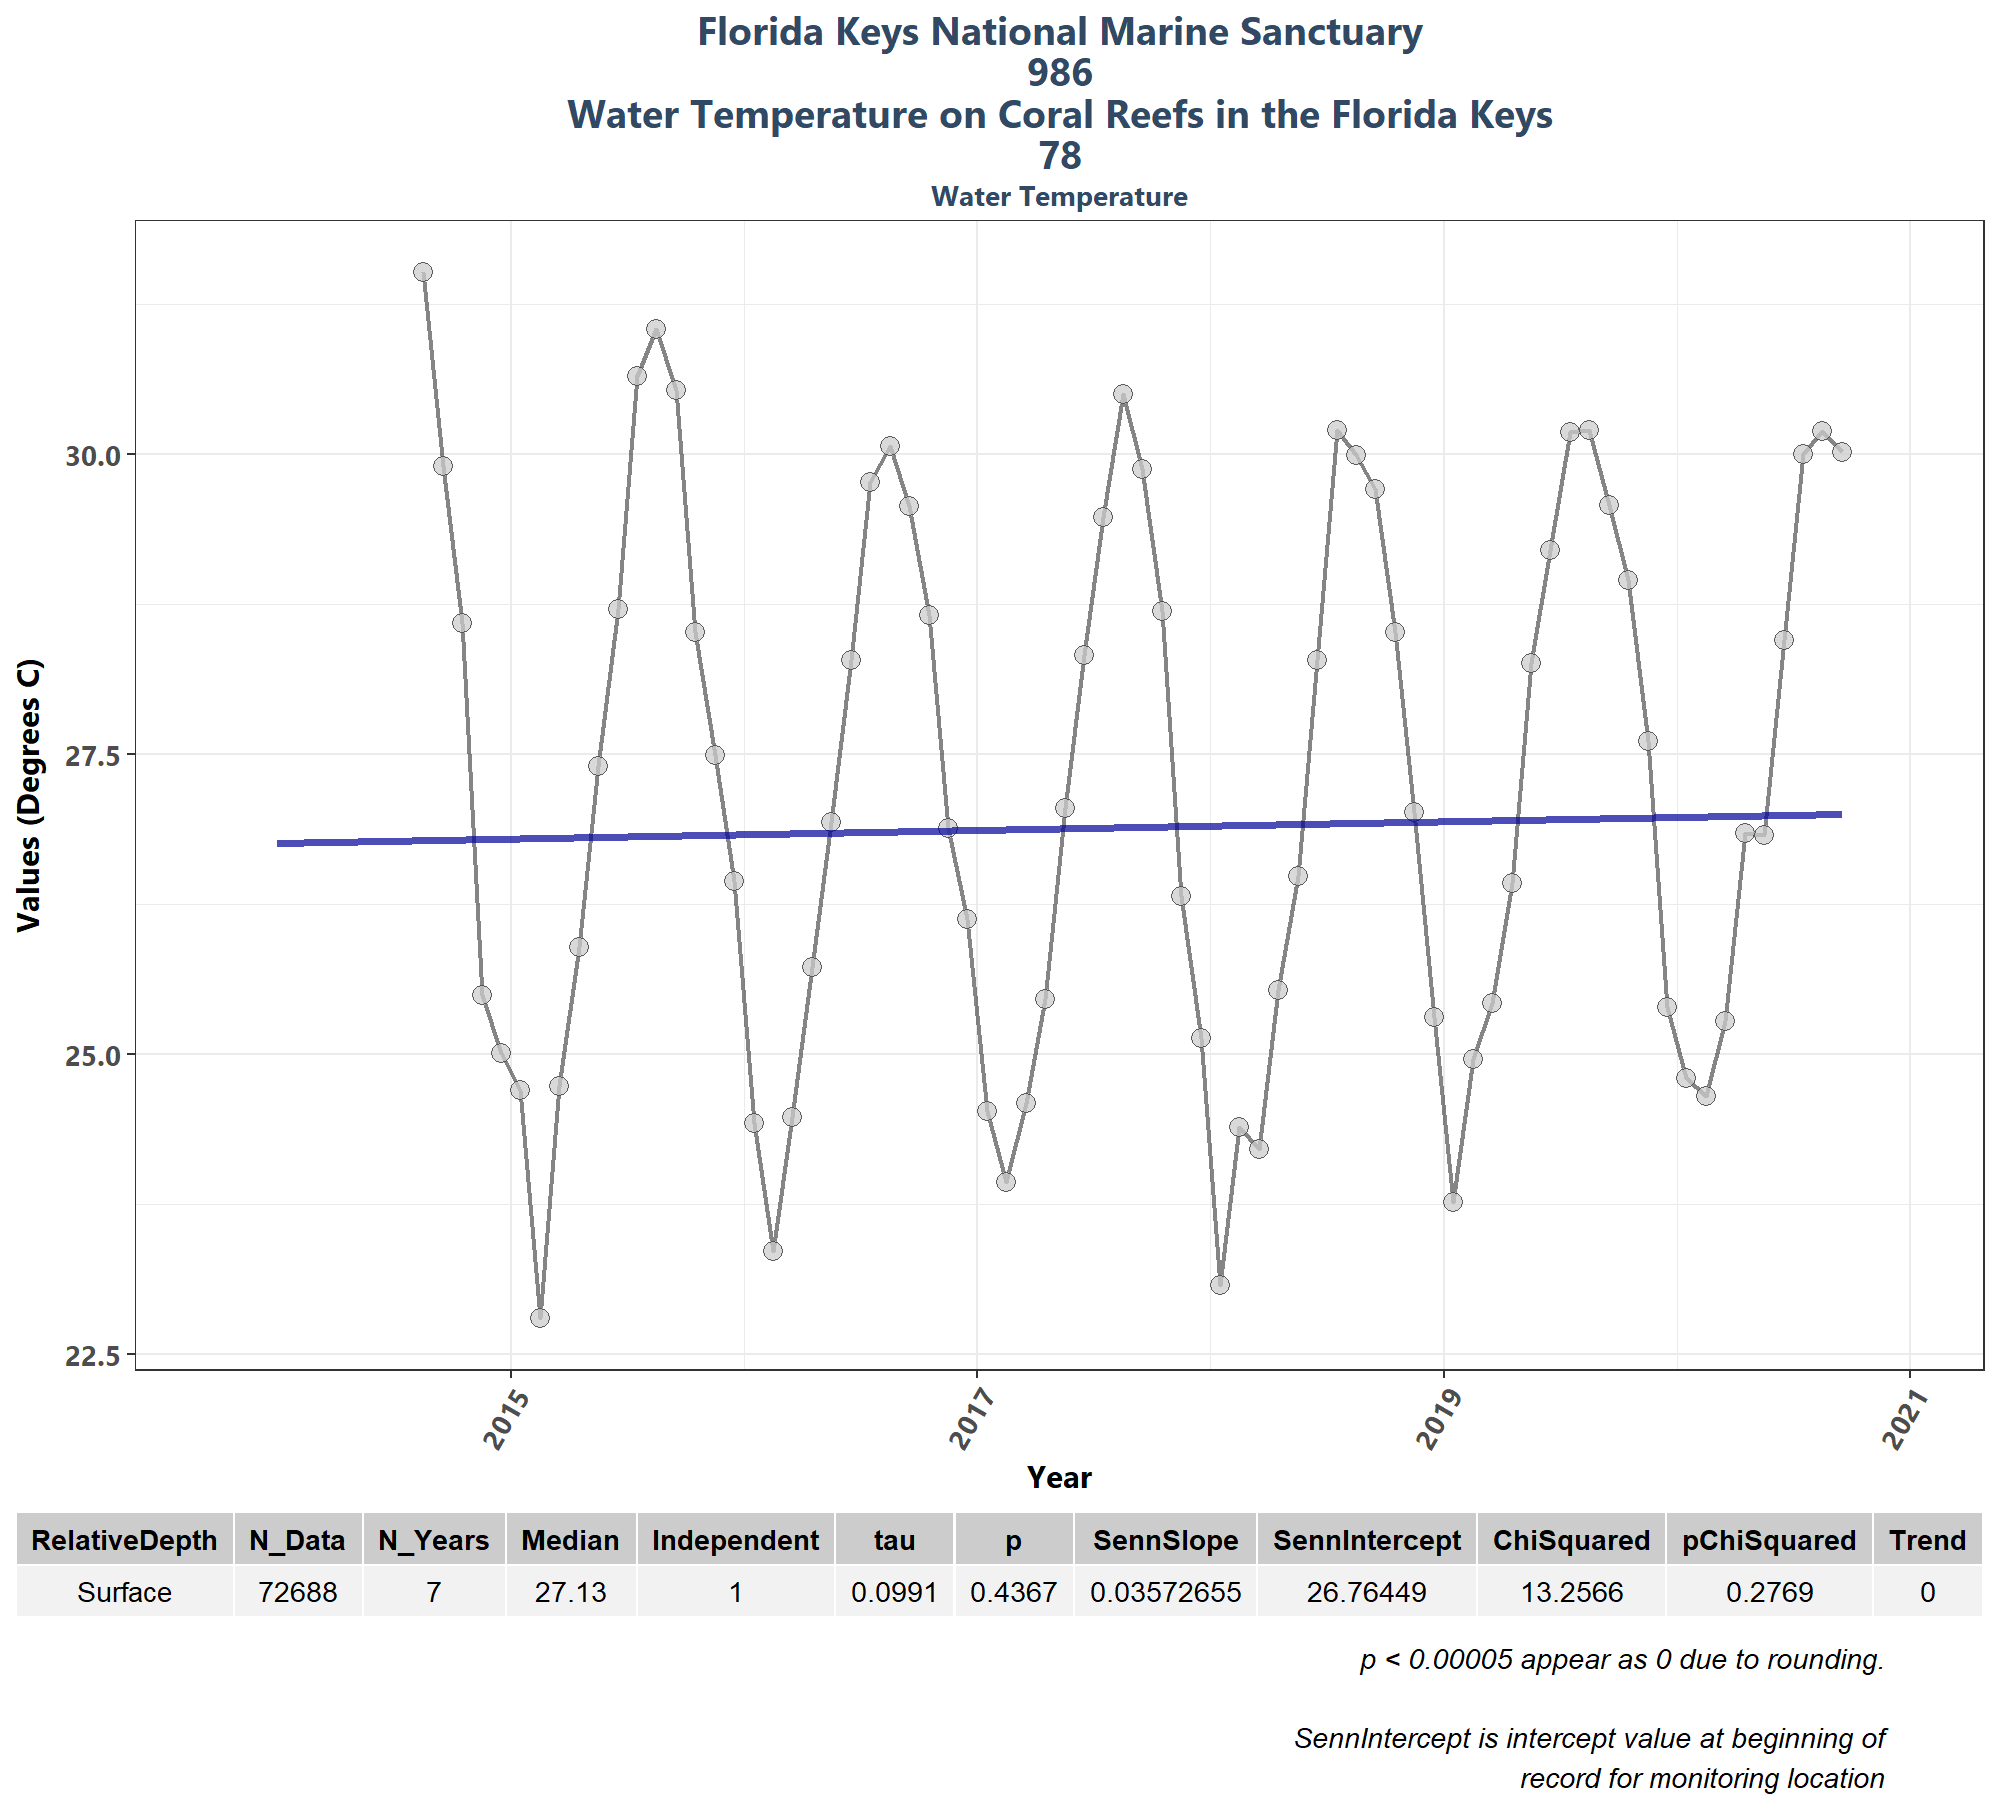 Florida Keys National Marine Sanctuary
986
Water Temperature on Coral Reefs in the Florida Keys
78
Water Temperature
Values (Degrees C)
30.0
27.5
25.0
22.5
2015
2017
2019
2021
Year
RelativeDepth N_Data N_Years Median Independent tau p SennSlope SennIntercept ChiSquared pChiSquared Trend
Surface 72688 7 27.13 1 0.0991 0.4367 0.03572655 26.76449 13.2566 0.2769 0
p < 0.00005 appear as 0 due to rounding.
SennIntercept is intercept value at beginning of
record for monitoring location